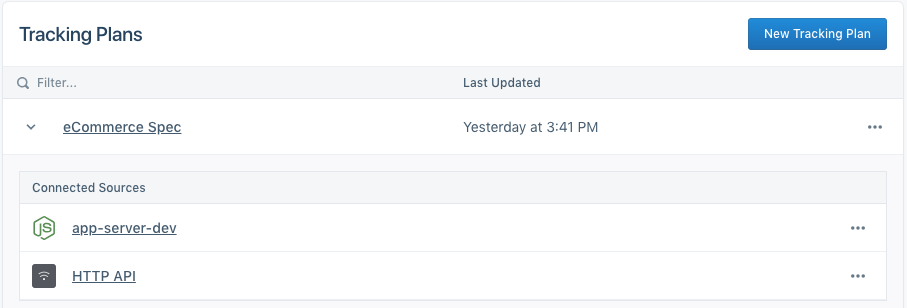 Tracking Plans
New Tracking Plan
Filter...
Last Updated
eCommerce Spec
Yesterday at 3:41 PM
Connected Sources
JS
app-server-dev
HTTP API